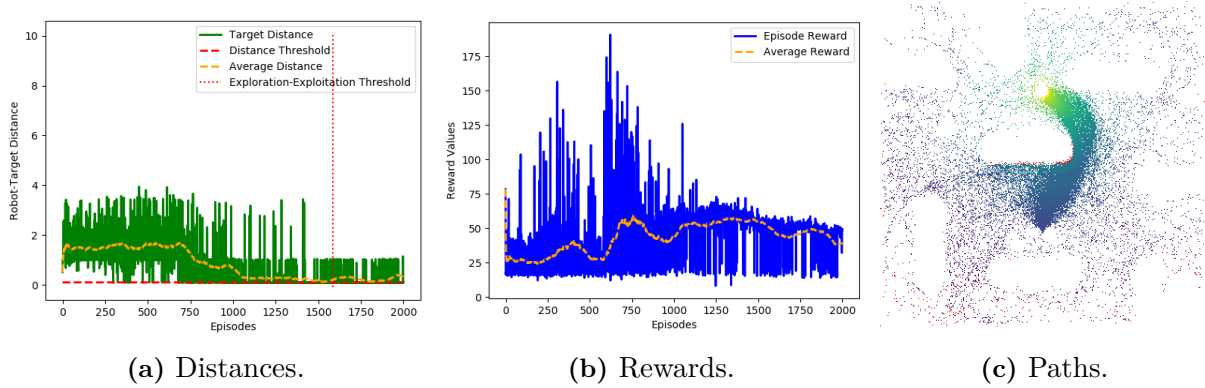 10
8
6
4
2
0
Robot-Target Distance
Target Distance
Distance Threshold
Average Distance
Exploration-Exploitation Threshold
0 250 500 750 1000 1250 1500 1750 2000
Episodes
(a) Distances.
175
150
125
100
75
50
25
0
Reward Values
Episode Reward
Average Reward
0 250 500 750 1000 1250 1500 1750 2000
Episodes
(b) Rewards.
(c) Paths.